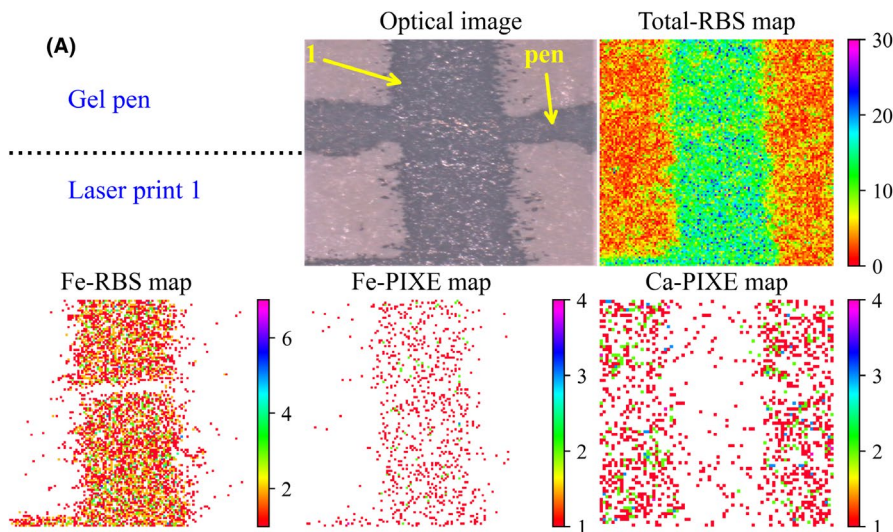 (A)
Optical image
Total-RBS map
Gel pen
Laser print 1
1
pen
30
20
10
0
Fe-RBS map
Fe-PIXE map
Ca-PIXE map
6
4
2
4
3
2
1
4
3
2
1